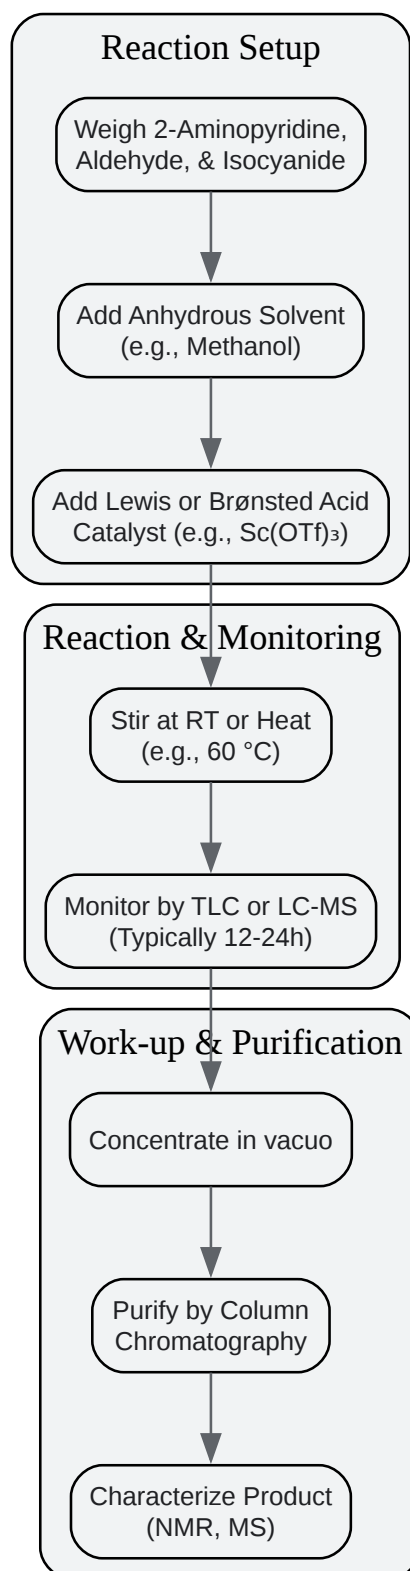 Reaction Setup
Weigh 2-Aminopyridine,
Aldehyde, & Isocyanide
Add Anhydrous Solvent
(e.g., Methanol)
Add Lewis or Brønsted Acid
Catalyst (e.g., Sc(OTf)₃)
Reaction & Monitoring
Stir at RT or Heat
(e.g., 60 °C)
Monitor by TLC or LC-MS
(Typically 12-24h)
Work-up & Purification
Concentrate in vacuo
Purify by Column
Chromatography
Characterize Product
(NMR, MS)